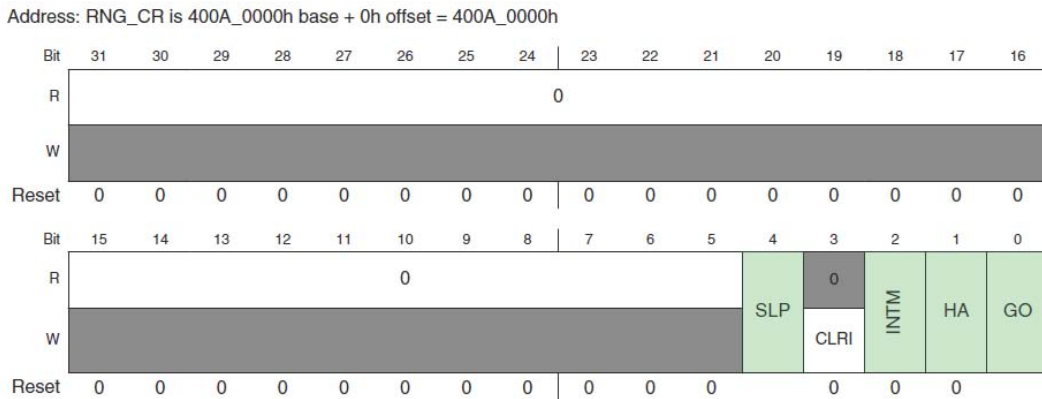 Address: RNG_CR is 400A_0000h base + 0h offset = 400A_0000h
Bit 31 30 29 28 27 26 25 24 23 22 21 20 19 18 17 16
R 0
W
Reset 0 0 0 0 0 0 0 0 0 0 0 0 0 0 0 0
Bit 15 14 13 12 11 10 9 8 7 6 5 4 3 2 1 0
R 0 0
SLP INTM HA GO
W CLRI
Reset 0 0 0 0 0 0 0 0 0 0 0 0 0 0